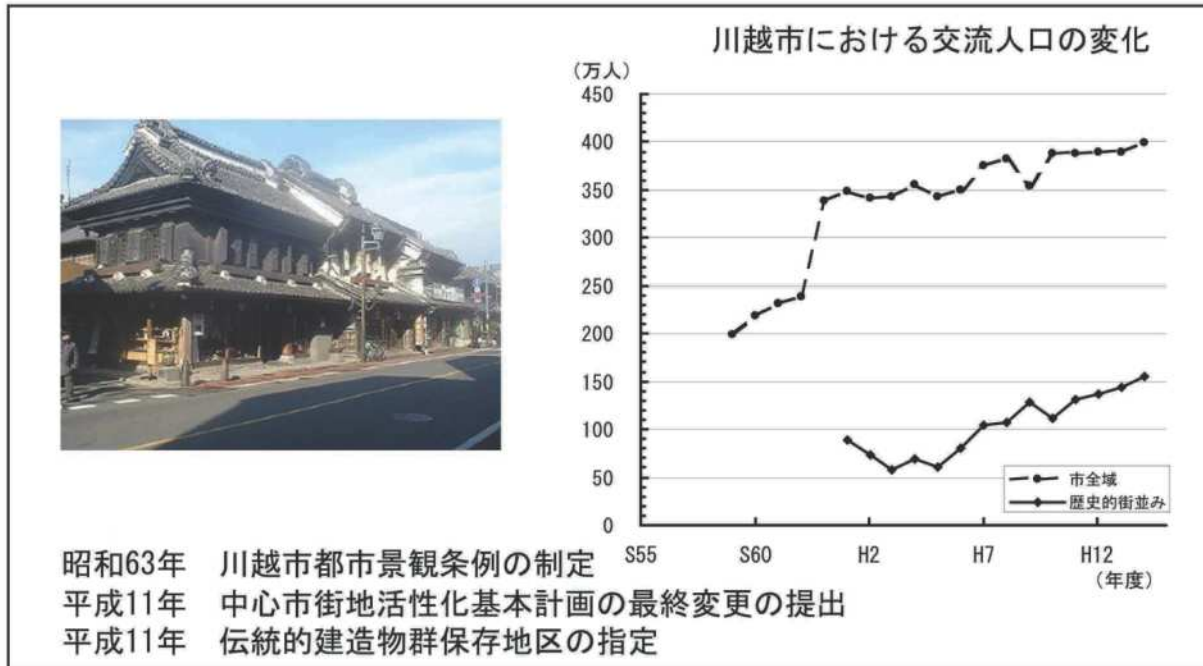 川越市における交流人口の変化
(万人)
450
400
350
300
250
200
150
100
50
0
S55 S60 H2 H7 H12
(年度)
市全域
歴史的街並み
昭和63年 川越市都市景観条例の制定
平成11年 中心市街地活性化基本計画の最終変更の提出
平成11年 伝統的建造物群保存地区の指定